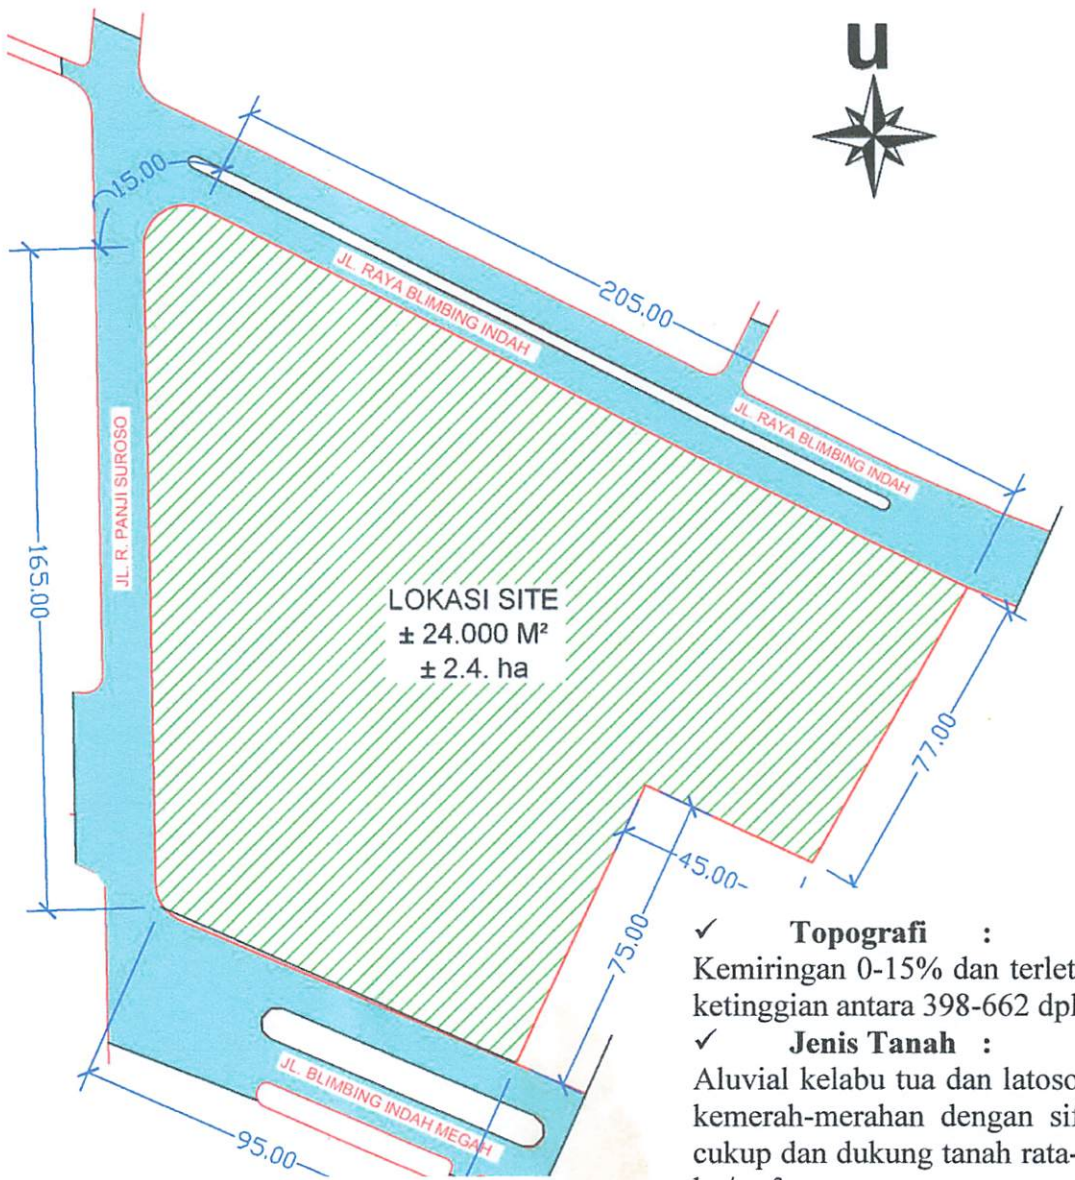 u
15.00
JL. RAYA BLIMBING INDAH
205.00
JL. RAYA BLIMBING INDAH
JL. R. PANJI SUROSO
165.00
LOKASI SITE
± 24.000 M²
± 2.4. ha
77.00
45.00
75.00
JL. BLIMBING INDAH MEGAH
95.00
✓ Topografi :
Kemiringan 0-15% dan terlet
ketinggian antara 398-662 dpl
✓ Jenis Tanah :
Aluvial kelabu tua dan latoso
kemerah-merahan dengan sif
cukup dan dukung tanah rata-